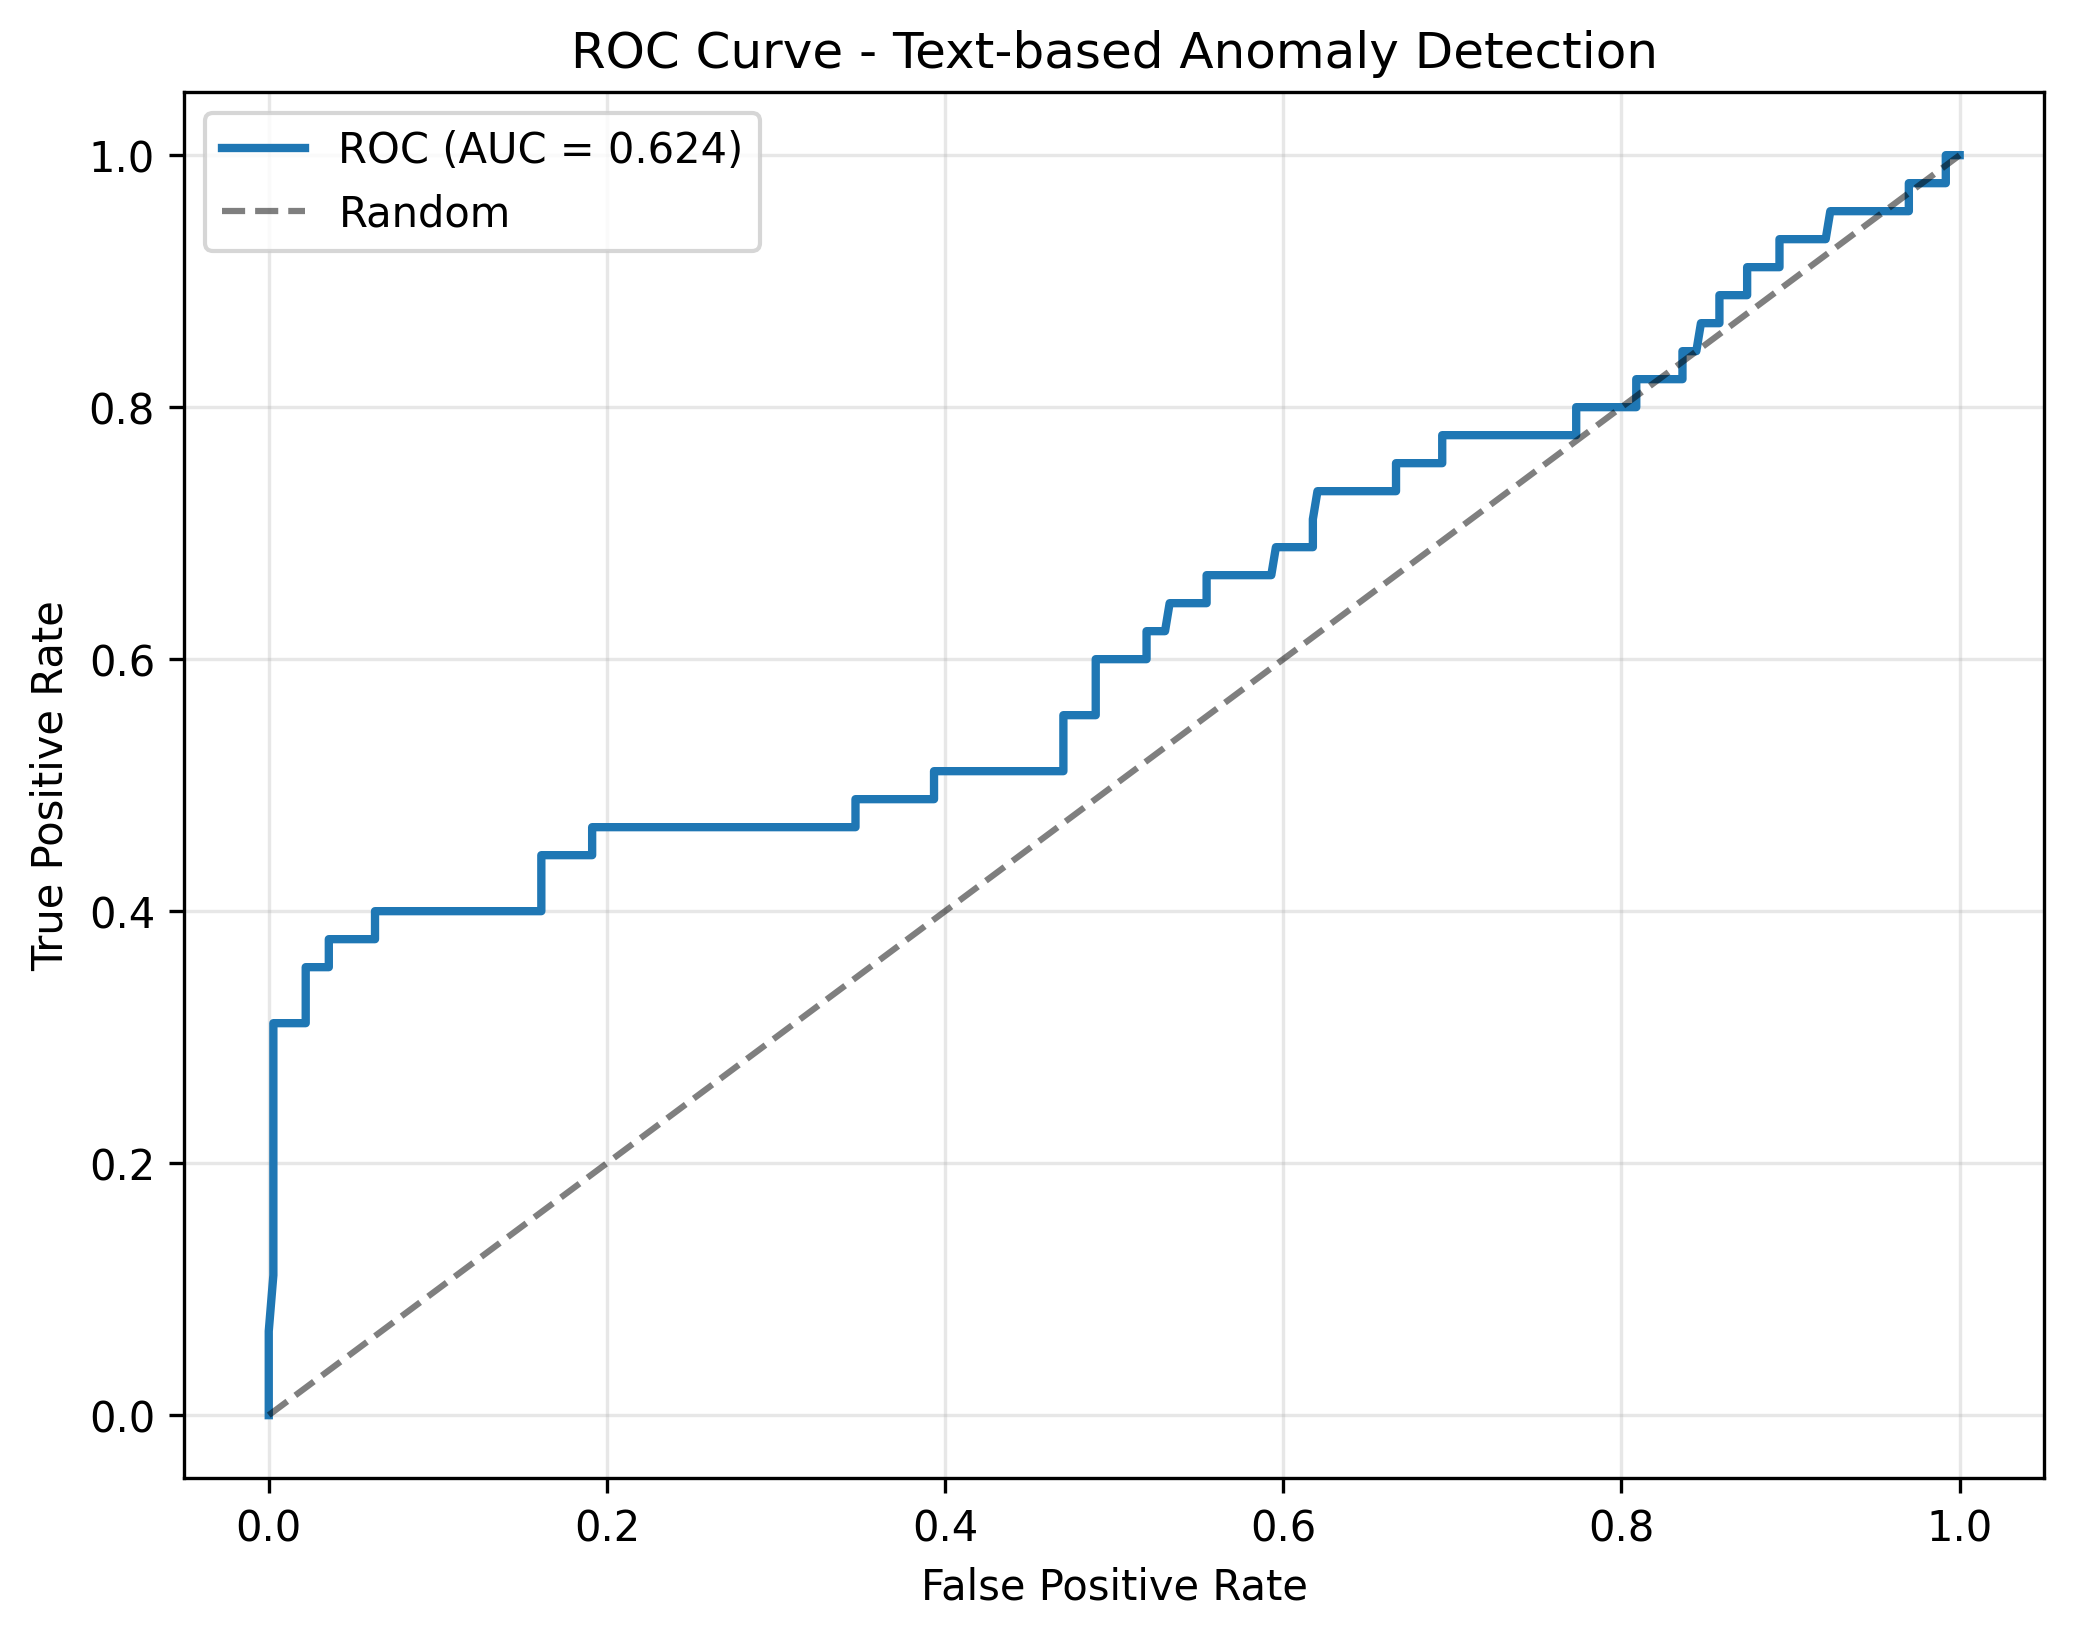 ROC Curve - Text-based Anomaly Detection
ROC (AUC = 0.624)
Random
1.0
0.8
0.6
0.4
0.2
0.0
True Positive Rate
0.0 0.2 0.4 0.6 0.8 1.0
False Positive Rate